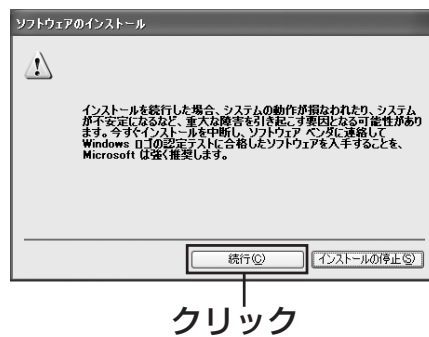 ソフトウェアのインストール
インストールを続行した場合、システムの動作が損なわれたり、システム
が不安定になるなど、重大な障害を引き起こす要因となる可能性があり
ます。今すぐインストールを中断し、ソフトウェア ベンダに連絡して
Windows ロゴの認定テストに合格したソフトウェアを入手することを、
Microsoft は強く推奨します。
続行(C)
インストールの停止(S)
クリック